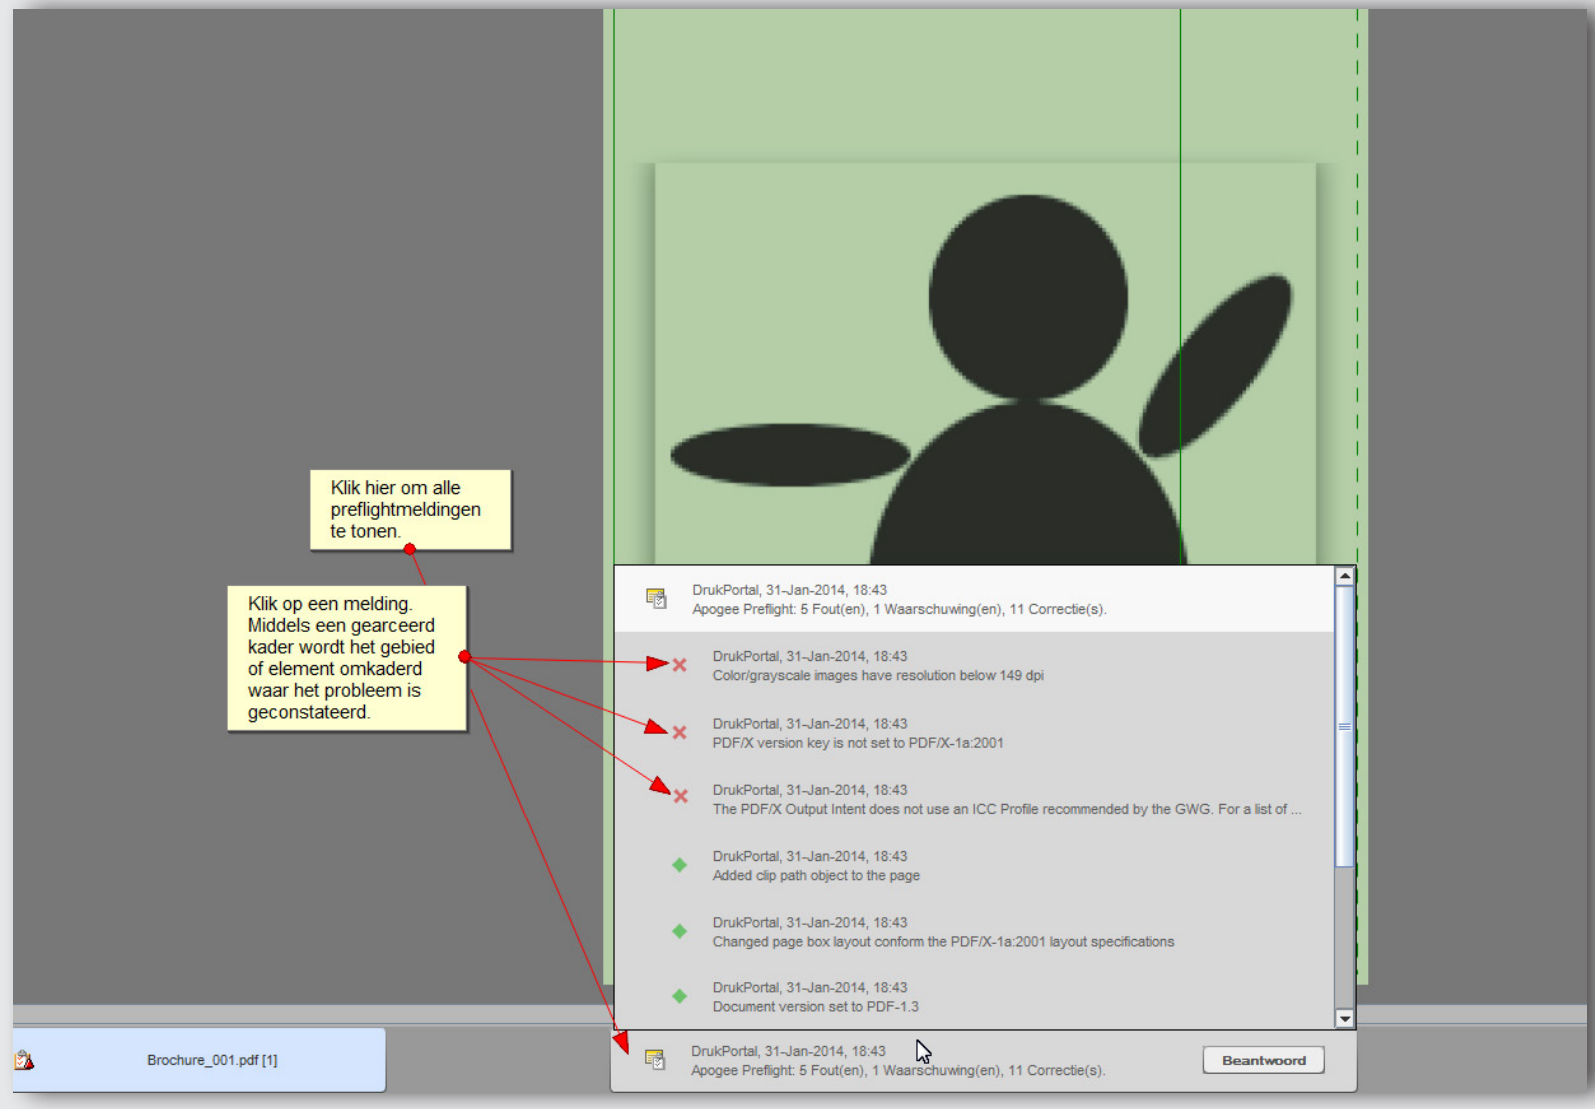 Klik hier om alle
preflightmeldingen
te tonen.
Klik op een melding.
Middels een gearceerd
kader wordt het gebied
of element omkaderd
waar het probleem is
geconstateerd.
DrukPortal, 31-Jan-2014, 18:43
Apogee Preflight: 5 Fout(en), 1 Waarschuwing(en), 11 Correctie(s).
DrukPortal, 31-Jan-2014, 18:43
Color/grayscale images have resolution below 149 dpi
DrukPortal, 31-Jan-2014, 18:43
PDF/X version key is not set to PDF/X-1a:2001
DrukPortal, 31-Jan-2014, 18:43
The PDF/X Output Intent does not use an ICC Profile recommended by the GWG. For a list of ...
DrukPortal, 31-Jan-2014, 18:43
Added clip path object to the page
DrukPortal, 31-Jan-2014, 18:43
Changed page box layout conform the PDF/X-1a:2001 layout specifications
DrukPortal, 31-Jan-2014, 18:43
Document version set to PDF-1.3
Brochure_001.pdf [1]
DrukPortal, 31-Jan-2014, 18:43
Apogee Preflight: 5 Fout(en), 1 Waarschuwing(en), 11 Correctie(s).
Beantwoord